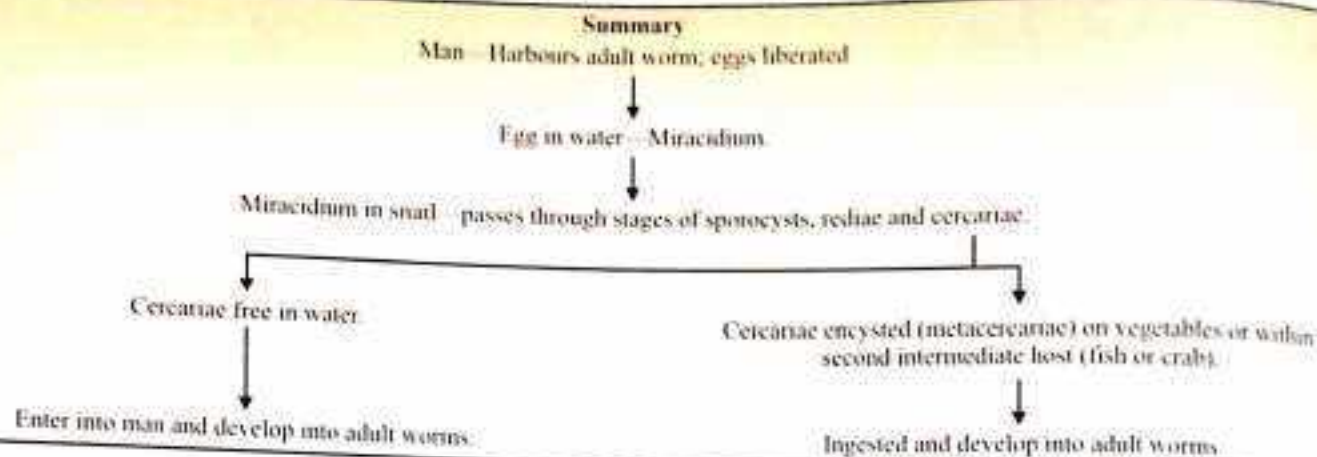 Summary
Man – Harbours adult worm; eggs liberated
Egg in water – Miracidium.
Miracidium in snail – passes through stages of sporocysts, rediae and cercariae.
Cercariae free in water.
Cercariae encysted (metacercariae) on vegetables or within
second intermediate host (fish or crab).
Enter into man and develop into adult worms.
Ingested and develop into adult worms